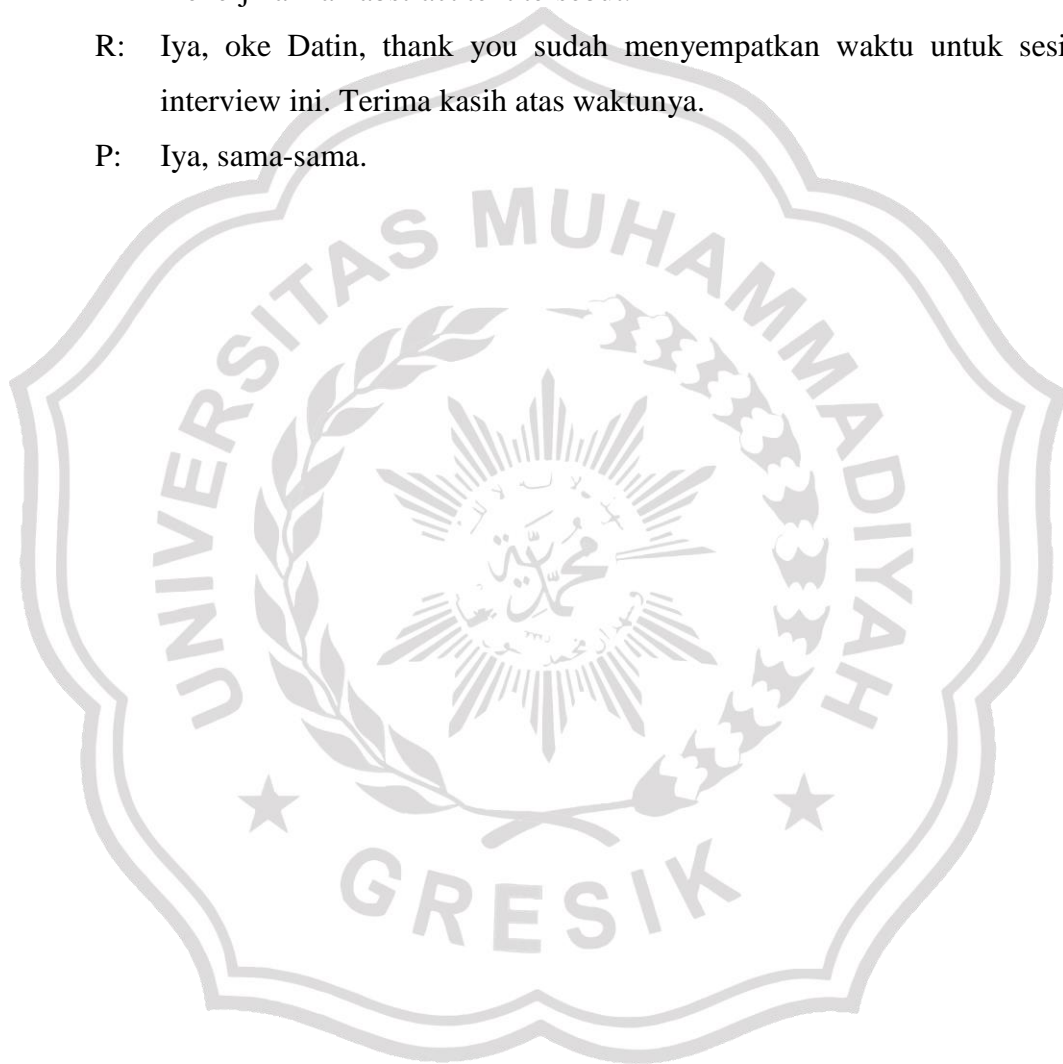 R: Iya, oke Datin, thank you sudah menyempatkan waktu untuk sesi
interview ini. Terima kasih atas waktunya.
P: Iya, sama-sama.
UNIVERSITAS MUHAMMADIYAH
محمدية
GRESIK